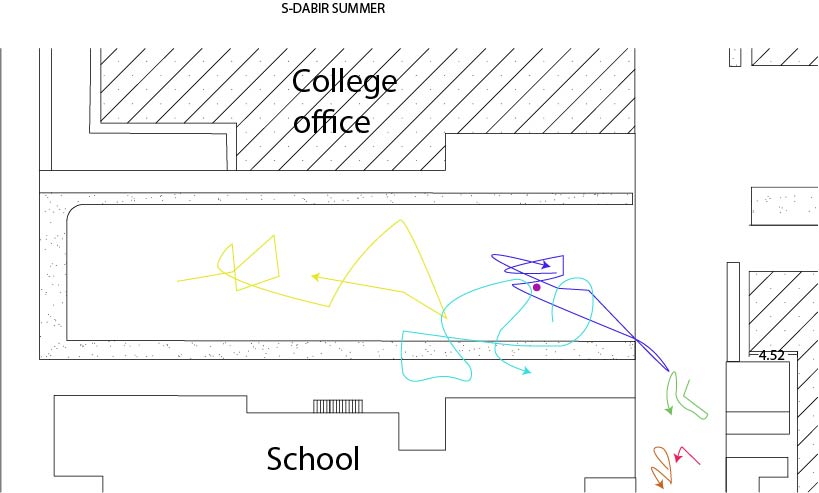 S-DABIR SUMMER
College
office
4.52
School